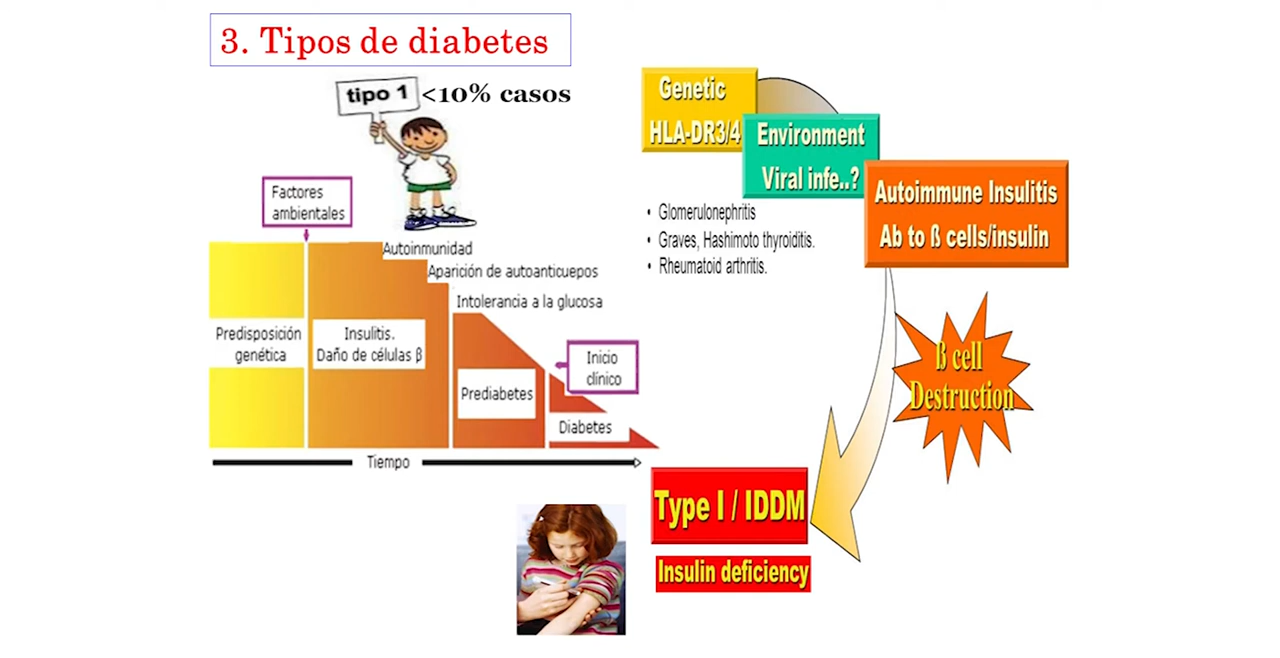 3. Tipos de diabetes
tipo 1
<10% casos
Factores
ambientales
Autoinmunidad
Aparición de autoanticuepos
Intolerancia a la glucosa
Predisposición
genética
Insulitis.
Daño de células β
Prediabetes
Inicio
clínico
Diabetes
Tiempo
Genetic
HLA-DR3/4
Environment
Viral infe..?
Autoimmune Insulitis
Ab to ß cells/insulin
• Glomerulonephritis
• Graves, Hashimoto thyroiditis.
• Rheumatoid arthritis.
ß cell
Destruction
Type I / IDDM
Insulin deficiency